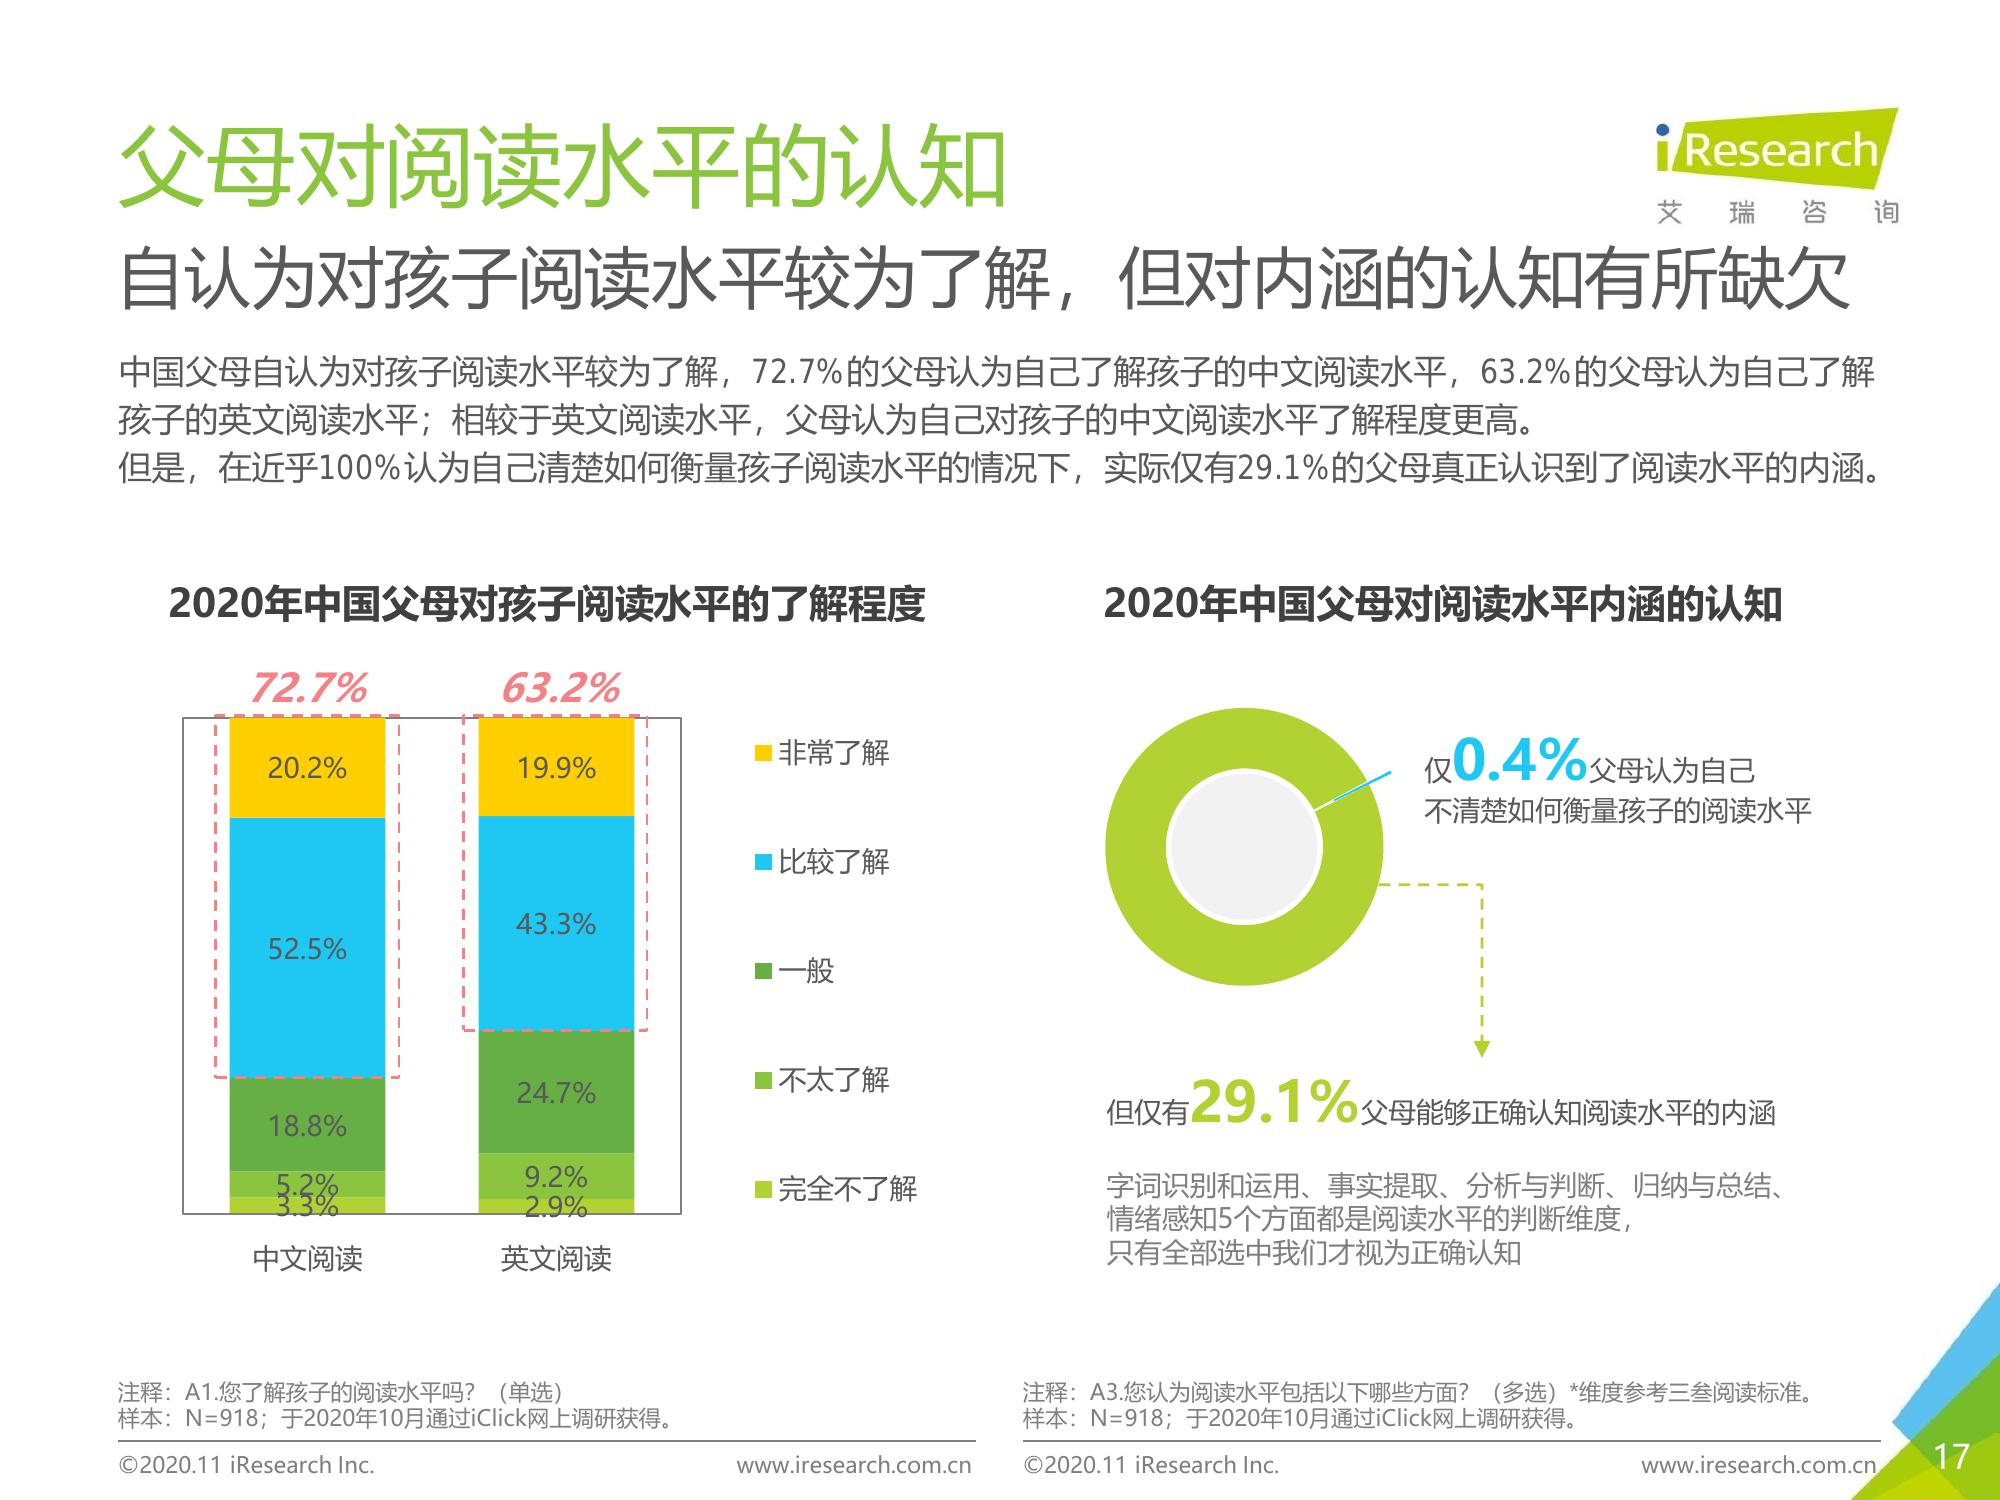 父母对阅读水平的认知
iResearch
艾瑞咨询
自认为对孩子阅读水平较为了解，但对内涵的认知有所缺欠
中国父母自认为对孩子阅读水平较为了解，72.7%的父母认为自己了解孩子的中文阅读水平，63.2%的父母认为自己了解
孩子的英文阅读水平；相较于英文阅读水平，父母认为自己对孩子的中文阅读水平了解程度更高。
但是，在近乎100%认为自己清楚如何衡量孩子阅读水平的情况下，实际仅有29.1%的父母真正认识到了阅读水平的内涵。
2020年中国父母对孩子阅读水平的了解程度
72.7%
63.2%
20.2%
19.9%
52.5%
43.3%
18.8%
24.7%
5.2%
9.2%
3.3%
2.9%
中文阅读
英文阅读
非常了解
比较了解
一般
不太了解
完全不了解
2020年中国父母对阅读水平内涵的认知
仅0.4%父母认为自己
不清楚如何衡量孩子的阅读水平
但仅有29.1%父母能够正确认知阅读水平的内涵
字词识别和运用、事实提取、分析与判断、归纳与总结、
情绪感知5个方面都是阅读水平的判断维度，
只有全部选中我们才视为正确认知
注释：A1.您了解孩子的阅读水平吗？（单选）
样本：N=918；于2020年10月通过iClick网上调研获得。
©2020.11 iResearch Inc.
www.iresearch.com.cn
注释：A3.您认为阅读水平包括以下哪些方面？（多选）*维度参考三叁阅读标准。
样本：N=918；于2020年10月通过iClick网上调研获得。
©2020.11 iResearch Inc.
www.iresearch.com.cn
17